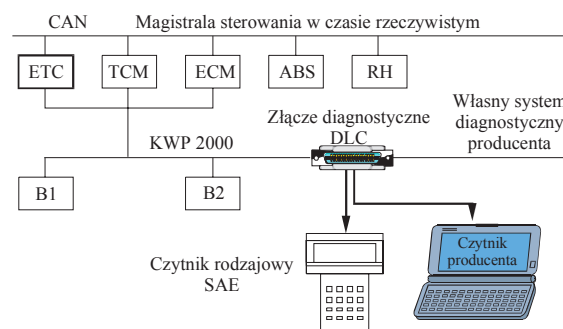 CAN
Magistrala sterowania w czasie rzeczywistym
ETC
TCM
ECM
ABS
RH
Złącze diagnostyczne
DLC
Własny system
diagnostyczny
producenta
KWP 2000
B1
B2
Czytnik rodzajowy
SAE
Czytnik
producenta